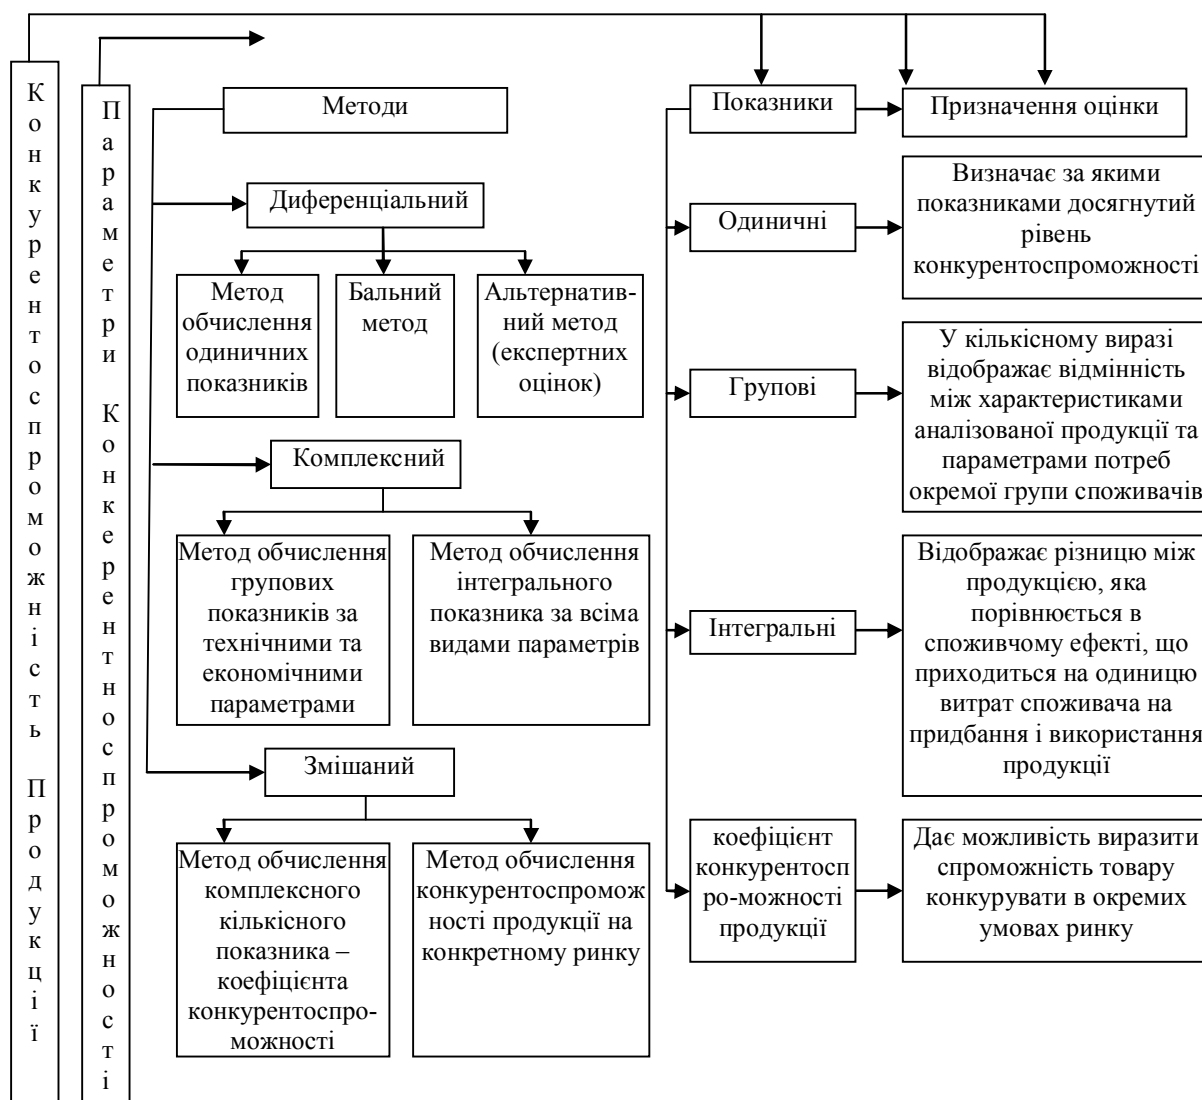 Конкурентоспроможність Продукції
Параметри Конкерентноспроможності
Методи
Диференціальний
Метод
обчислення
одиничних
показників
Бальний
метод
Альтернатив-
ний метод
(експертних
оцінок)
Комплексний
Метод обчислення
групових
показників за
технічними та
економічними
параметрами
Метод обчислення
інтегрального
показника за всіма
видами параметрів
Змішаний
Метод обчислення
комплексного
кількісного
показника –
коефіцієнта
конкурентоспро-
можності
Метод обчислення
конкурентоспромож
ності продукції на
конкретному ринку
Показники
Призначення оцінки
Одиничні
Визначає за якими
показниками досягнутий
рівень
конкурентоспроможності
Групові
У кількісному виразі
відображає відмінність
між характеристиками
аналізованої продукції та
параметрами потреб
окремої групи споживачів
Інтегральні
Відображає різницю між
продукцією, яка
порівнюється в
споживчому ефекті, що
приходиться на одиницю
витрат споживача на
придбання і використання
продукції
коефіцієнт
конкурентосп
ро-можності
продукції
Дає можливість виразити
спроможність товару
конкурувати в окремих
умовах ринку